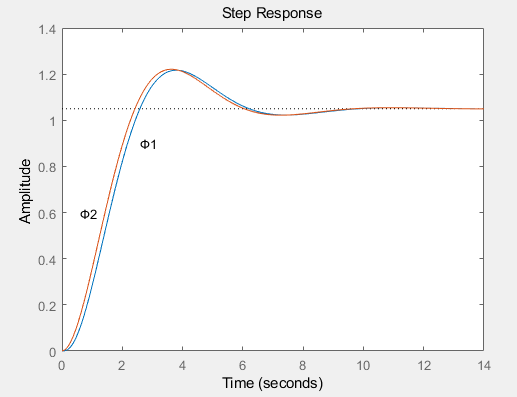 Step Response
1.4
1.2
1
0.8
0.6
0.4
0.2
0
Φ1
Φ2
Amplitude
0 2 4 6 8 10 12 14
Time (seconds)